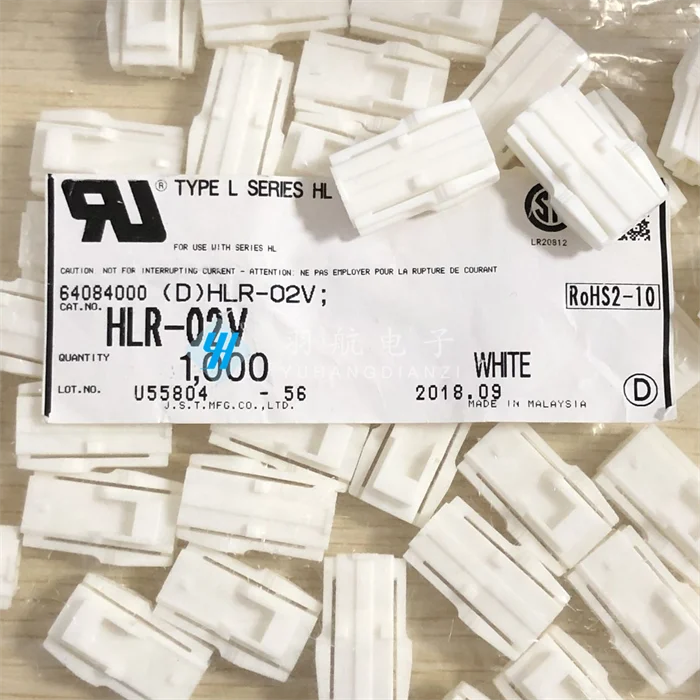 ® TYPE L SERIES HL
FOR USE WITH SERIES HL
LR20812
CAUTION NOT FOR INTERRUPTING CURRENT - ATTENTION: NE PAS EMPLOYER POUR LA RUPTURE DE COURANT
64084000 (D)HLR-02V;
RoHS2-10
CAT.NO. HLR-02V
羽航电子
YUBANGDIANZI
QUANTITY 1,000 WHITE
LOT.NO. U55804 - 56 2018.09 D
J.S.T.MFG.CO.,LTD. MADE IN MALAYSIA